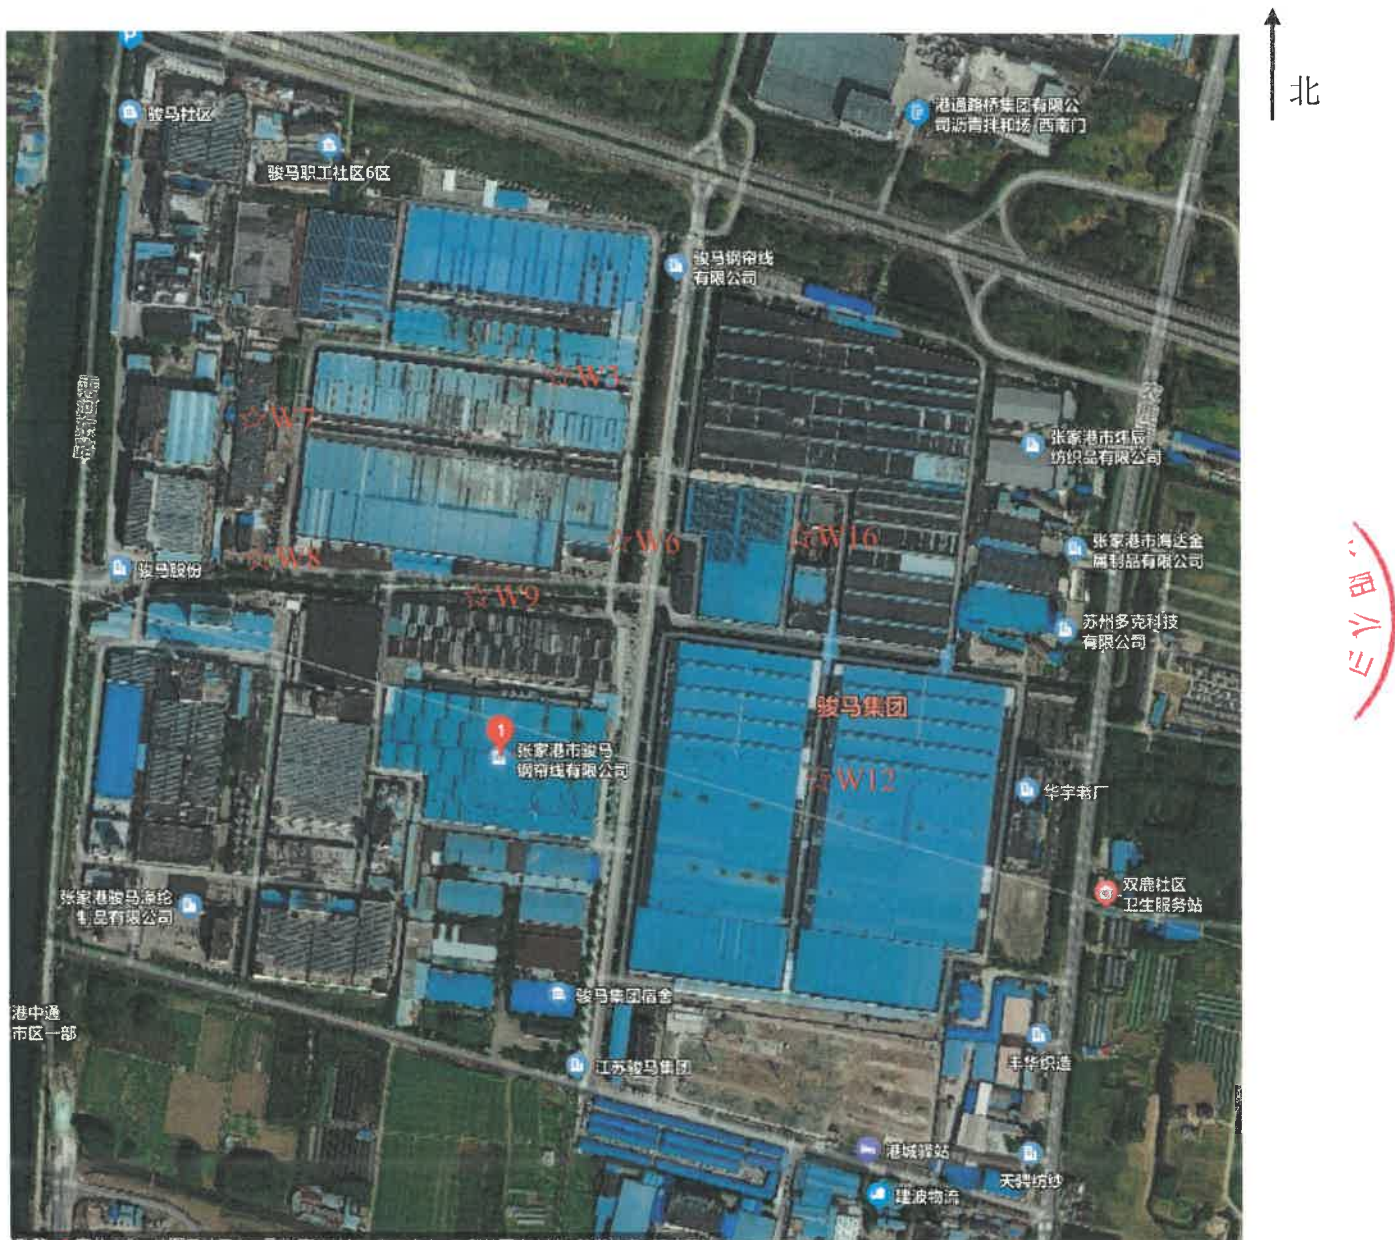 北
P
骏马社区
骏马职工社区6区
港通路桥集团有限公
司沥青拌和场 西南门
骏马钢帘线
有限公司
☆W3
☆W7
张家港市炜辰
纺织品有限公司
☆W6
☆W16
张家港市海达金
属制品有限公司
☆W8
骏马股份
☆W9
苏州多克科技
有限公司
骏马集团
1
张家港市骏马
钢帘线有限公司
☆W12
华宇老厂
双鹿社区
卫生服务站
张家港骏马涤纶
制品有限公司
骏马集团宿舍
港中通
市区一部
丰华织造
江苏骏马集团
港城驿站
天骋纺纱
建波物流